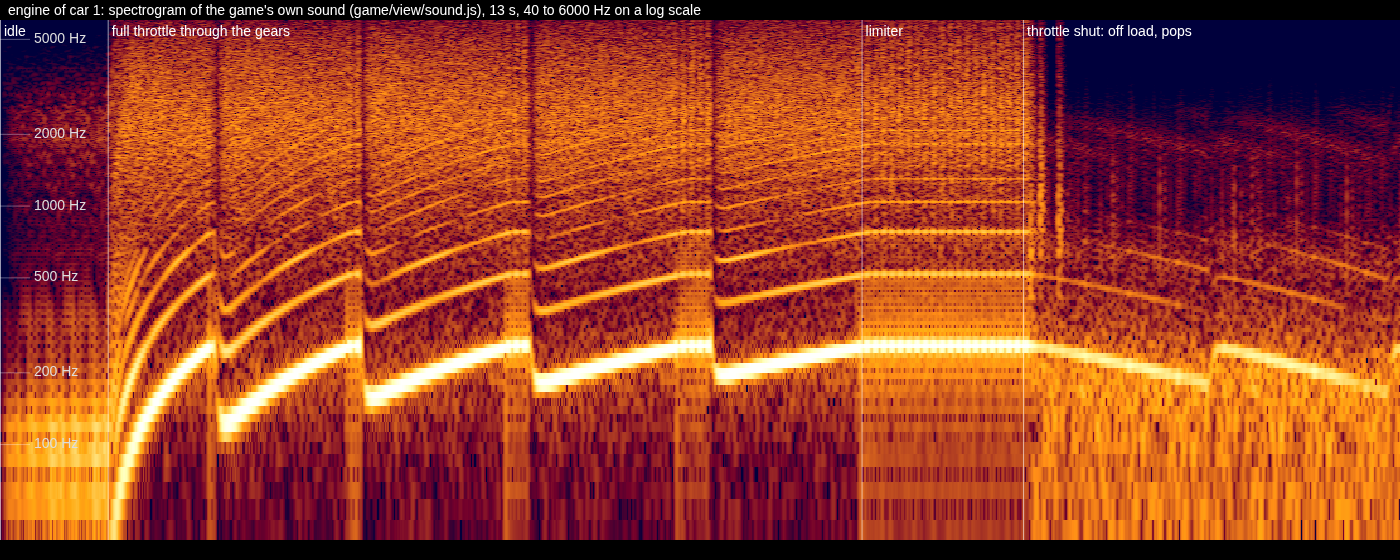 engine of car 1: spectrogram of the game's own sound (game/view/sound.js), 13 s, 40 to 6000 Hz on a log scale
idle
full throttle through the gears
limiter
throttle shut: off load, pops
5000 Hz
2000 Hz
1000 Hz
500 Hz
200 Hz
100 Hz